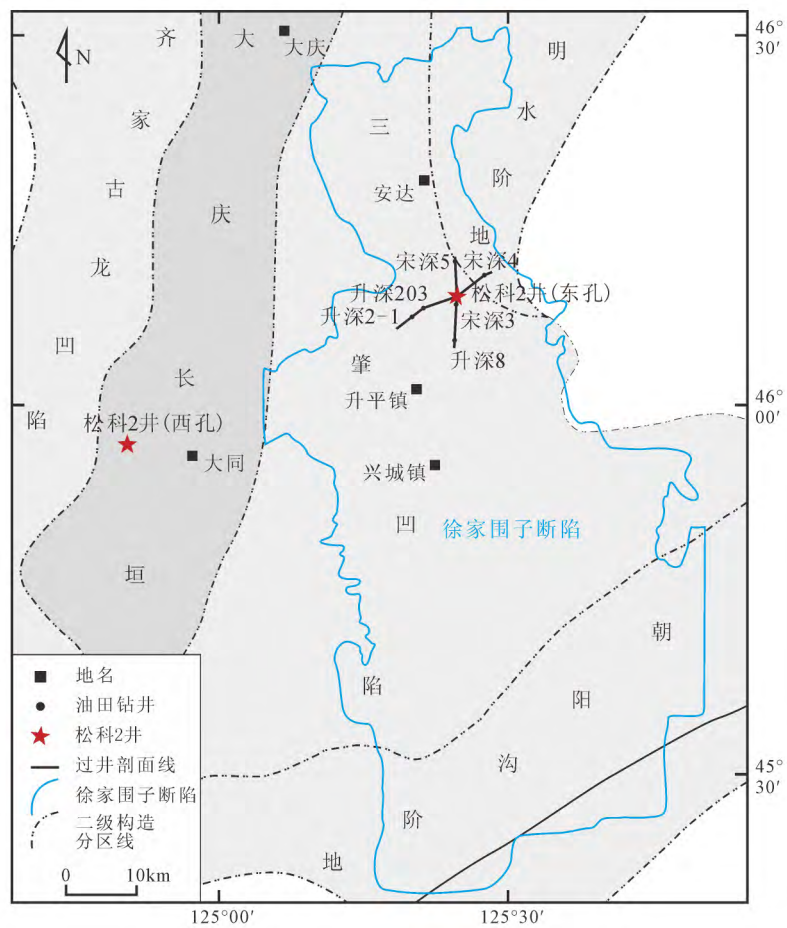 N
46°
30′
齐家古龙凹陷
大庆长垣
大庆
三肇凹陷
明水阶地
安达
宋深5
宋深4
升深203
松科2井(东孔)
升深2-1
宋深3
升深8
升平镇
46°
00′
松科2井(西孔)
大同
兴城镇
徐家围子断陷
朝阳沟阶地
45°
30′
地名
油田钻井
松科2井
过井剖面线
徐家围子断陷
二级构造
分区线
0 10km
125°00′
125°30′